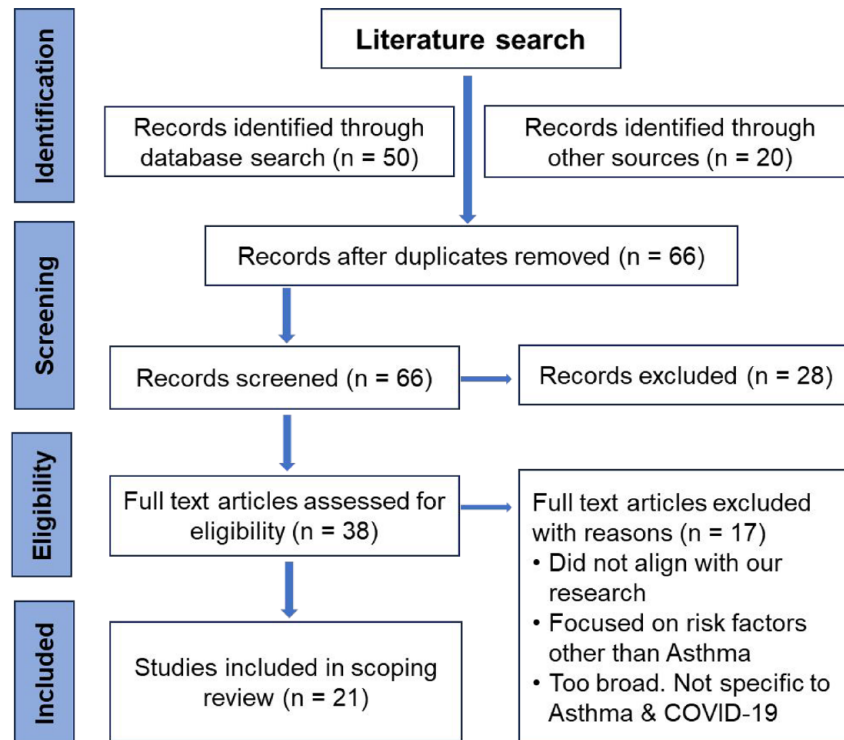 Identification
Literature search
Records identified through
database search (n = 50)
Records identified through
other sources (n = 20)
Screening
Records after duplicates removed (n = 66)
Records screened (n = 66)
Records excluded (n = 28)
Eligibility
Full text articles assessed for
eligibility (n = 38)
Full text articles excluded
with reasons (n = 17)
• Did not align with our
research
• Focused on risk factors
other than Asthma
• Too broad. Not specific to
Asthma & COVID-19
Included
Studies included in scoping
review (n = 21)